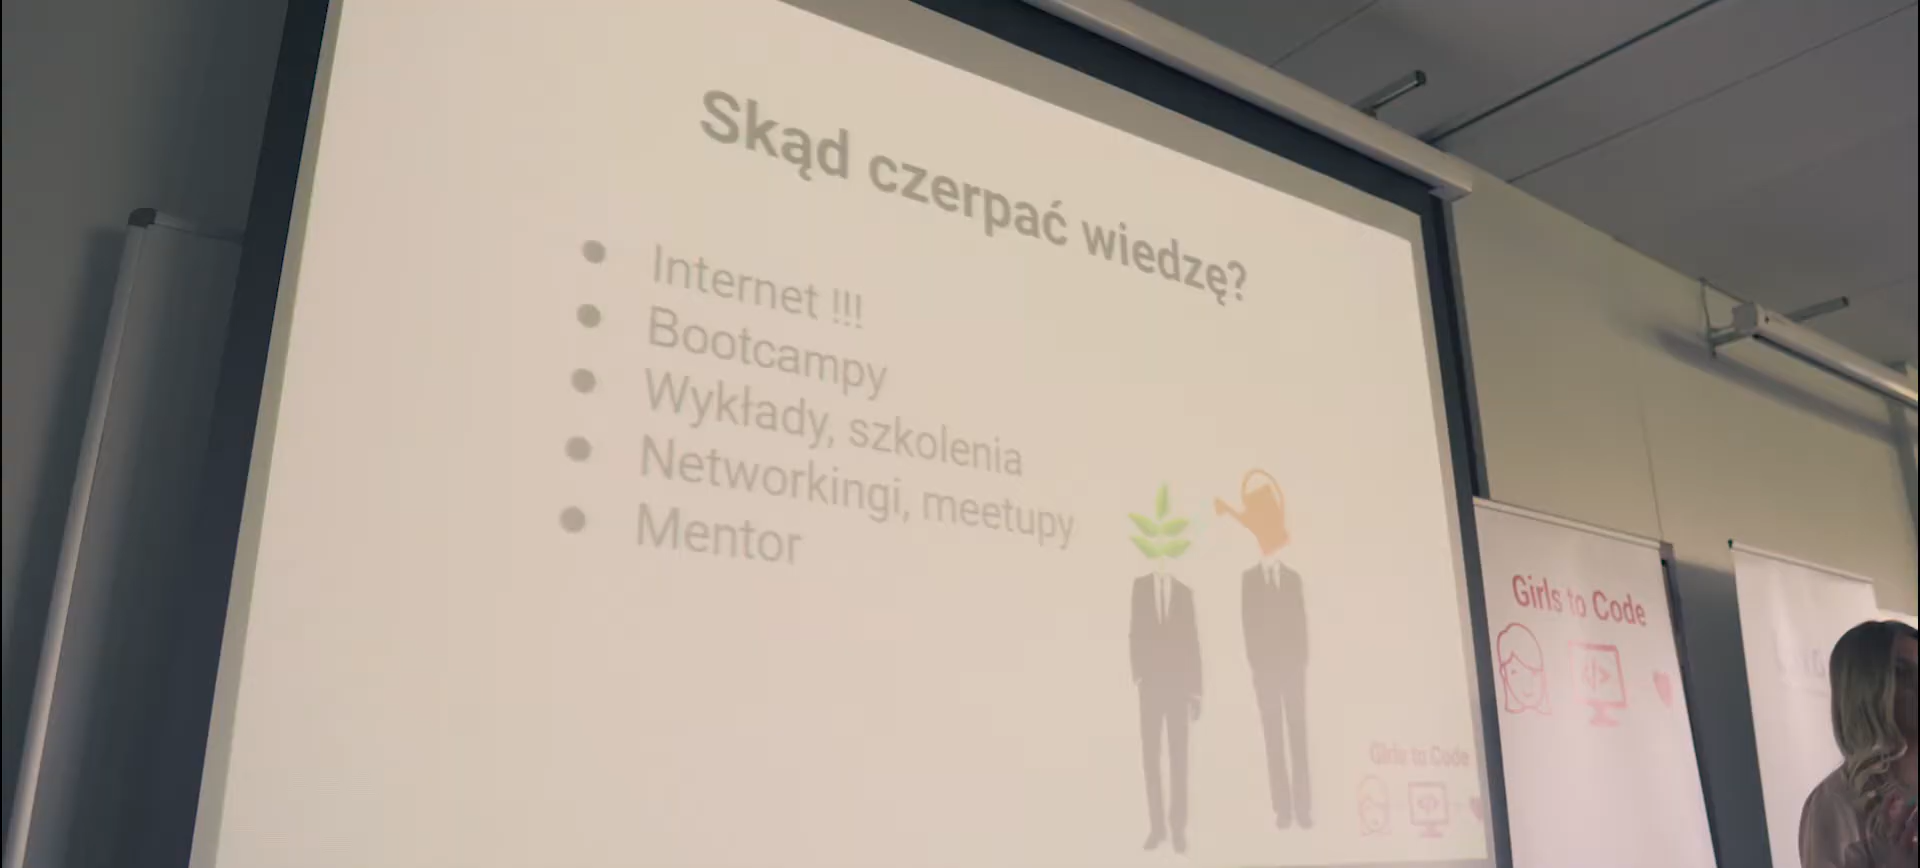 Skąd czerpać wiedzę?
Internet !!!
Bootcampy
Wykłady, szkolenia
Networkingi, meetupy
Mentor
Girls to Code
</>
Girls to Code
</>